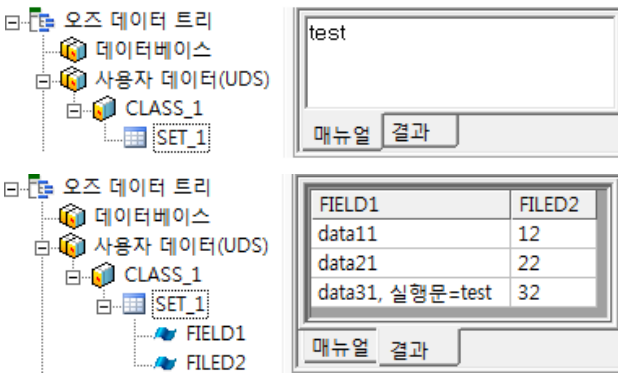 오즈 데이터 트리
데이터베이스
사용자 데이터(UDS)
CLASS_1
SET_1
test
매뉴얼 결과
오즈 데이터 트리
데이터베이스
사용자 데이터(UDS)
CLASS_1
SET_1
FIELD1
FILED2
FIELD1 FILED2
data11 12
data21 22
data31, 실행문=test 32
매뉴얼 결과